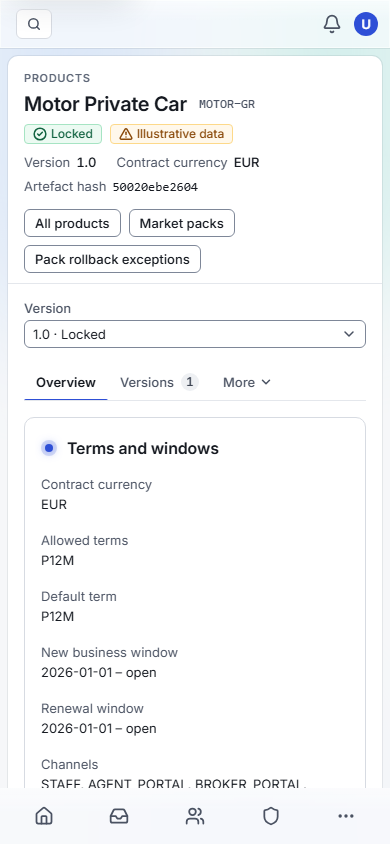 U
PRODUCTS
Motor Private Car MOTOR-GR
Locked Illustrative data
Version 1.0 Contract currency EUR
Artefact hash 50020ebe2604
All products Market packs
Pack rollback exceptions
Version
1.0 · Locked
Overview Versions 1 More
Terms and windows
Contract currency
EUR
Allowed terms
P12M
Default term
P12M
New business window
2026-01-01 – open
Renewal window
2026-01-01 – open
Channels
STAFF, AGENT_PORTAL, BROKER_PORTAL,